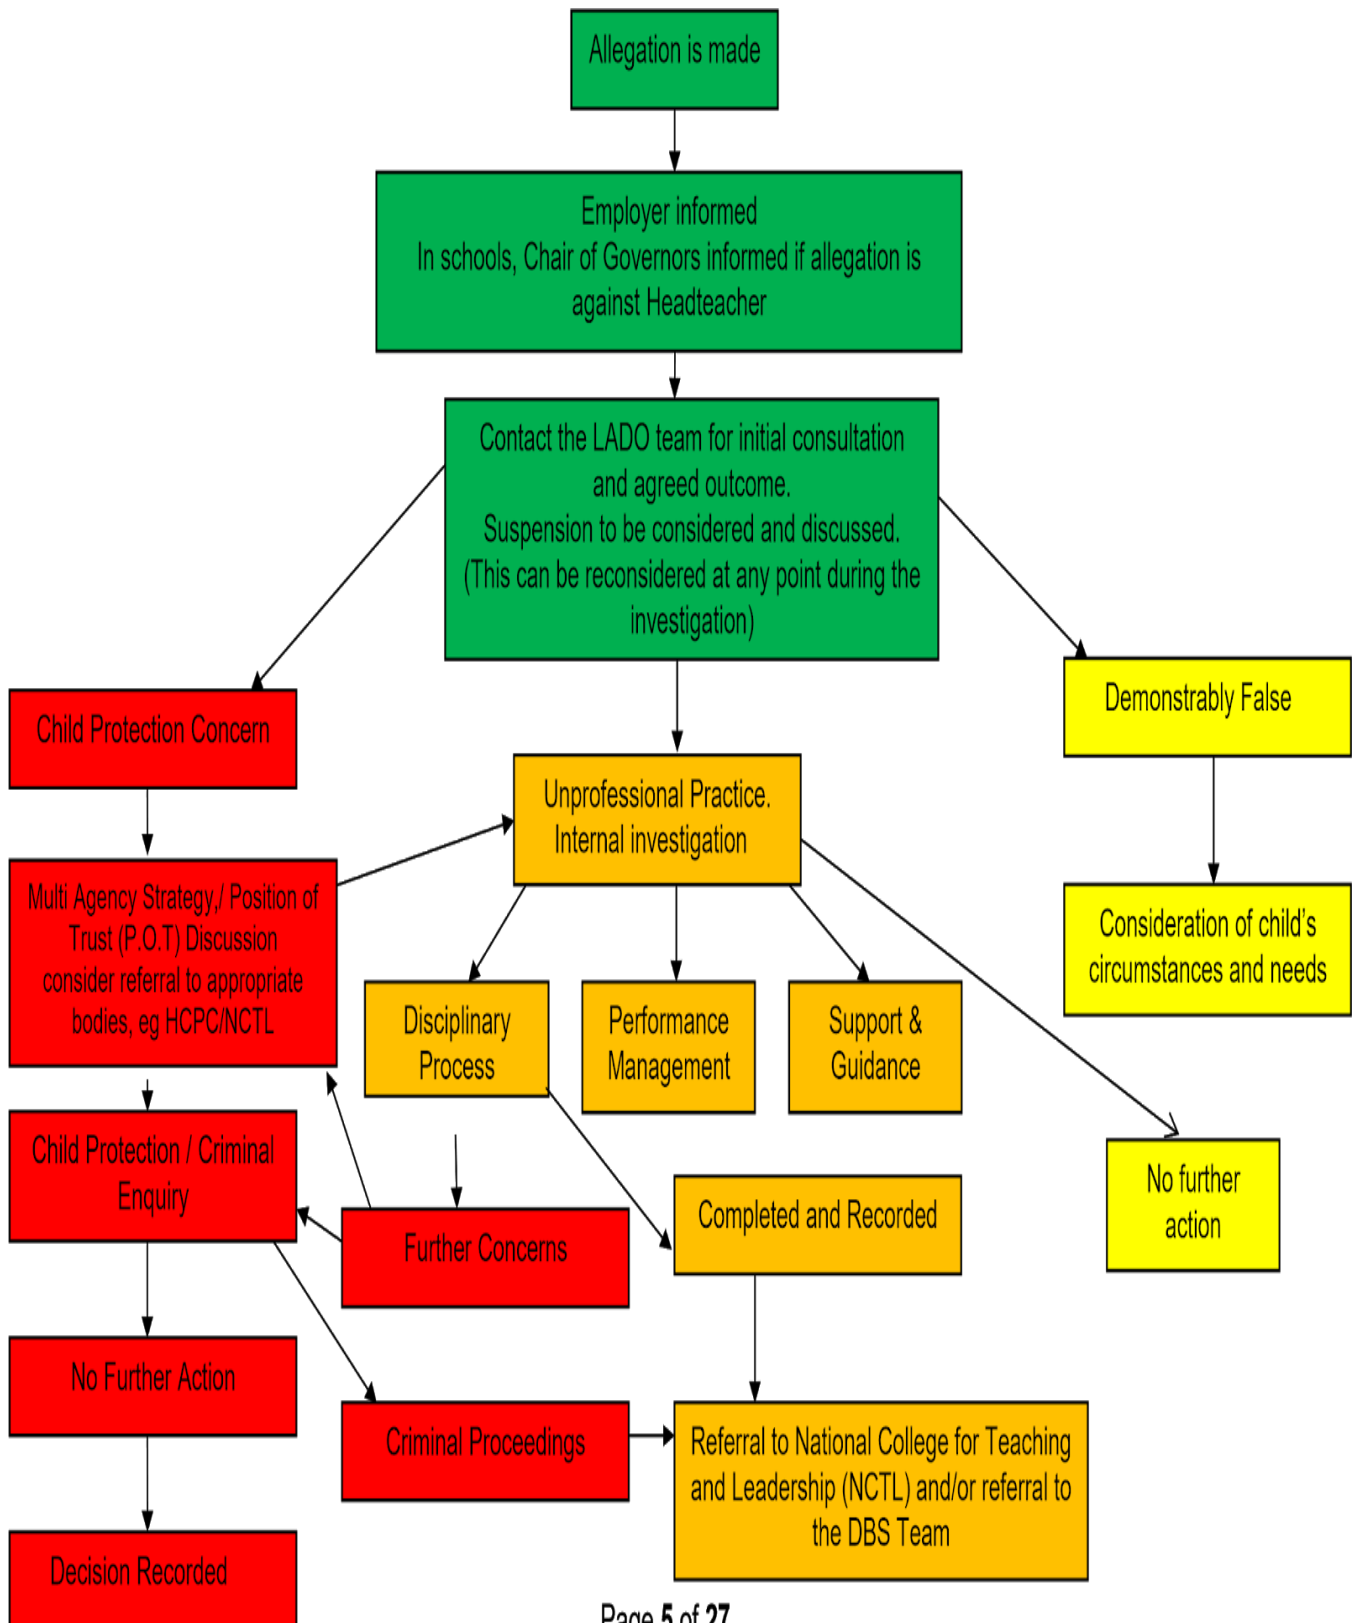 Allegation is made
Employer informed
In schools, Chair of Governors informed if allegation is
against Headteacher
Contact the LADO team for initial consultation
and agreed outcome.
Suspension to be considered and discussed.
(This can be reconsidered at any point during the
investigation)
Child Protection Concern
Demonstrably False
Unprofessional Practice.
Internal investigation
Multi Agency Strategy,/ Position of
Trust (P.O.T) Discussion
consider referral to appropriate
bodies, eg HCPC/NCTL
Consideration of child's
circumstances and needs
Disciplinary
Process
Performance
Management
Support &
Guidance
Child Protection / Criminal
Enquiry
Further Concerns
Completed and Recorded
No further
action
No Further Action
Criminal Proceedings
Referral to National College for Teaching
and Leadership (NCTL) and/or referral to
the DBS Team
Decision Recorded
Page 5 of 27